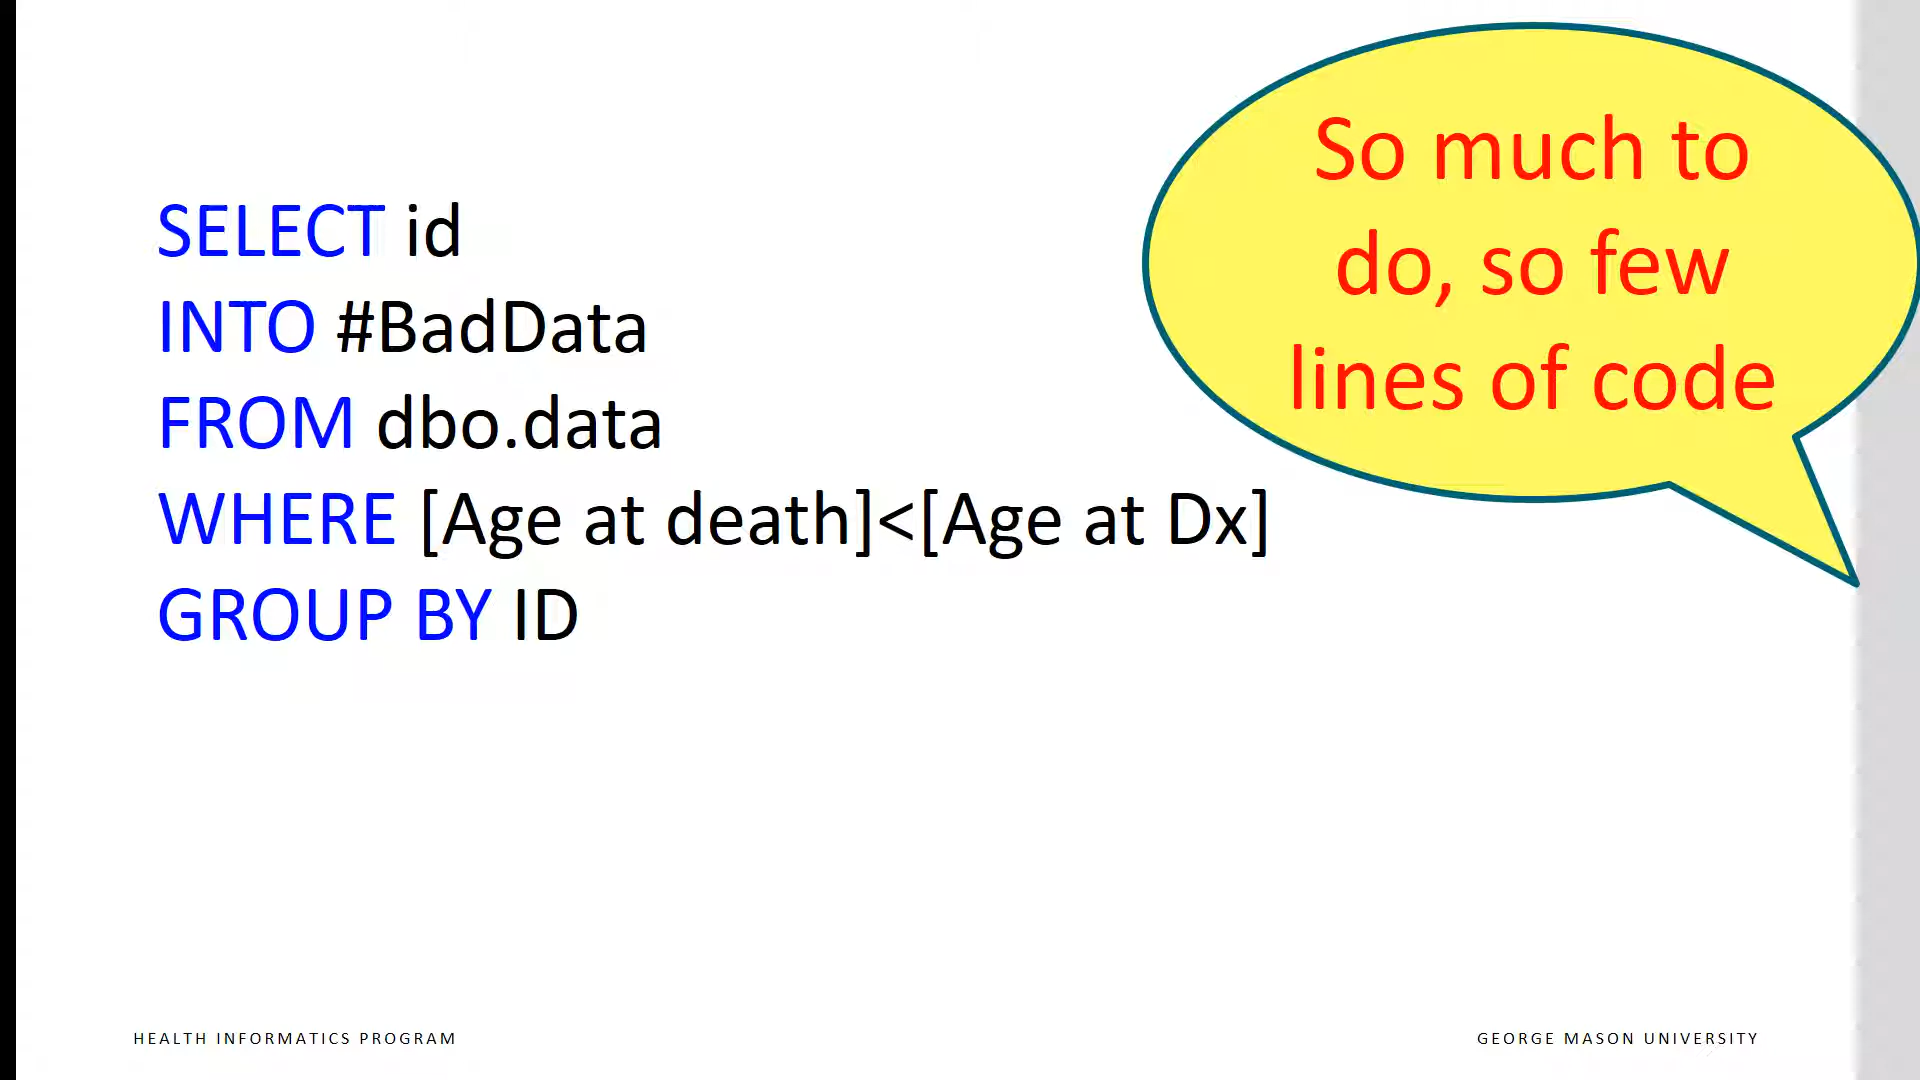 SELECT id
INTO #BadData
FROM dbo.data
WHERE [Age at death]<[Age at Dx]
GROUP BY ID
So much to
do, so few
lines of code
HEALTH INFORMATICS PROGRAM
GEORGE MASON UNIVERSITY